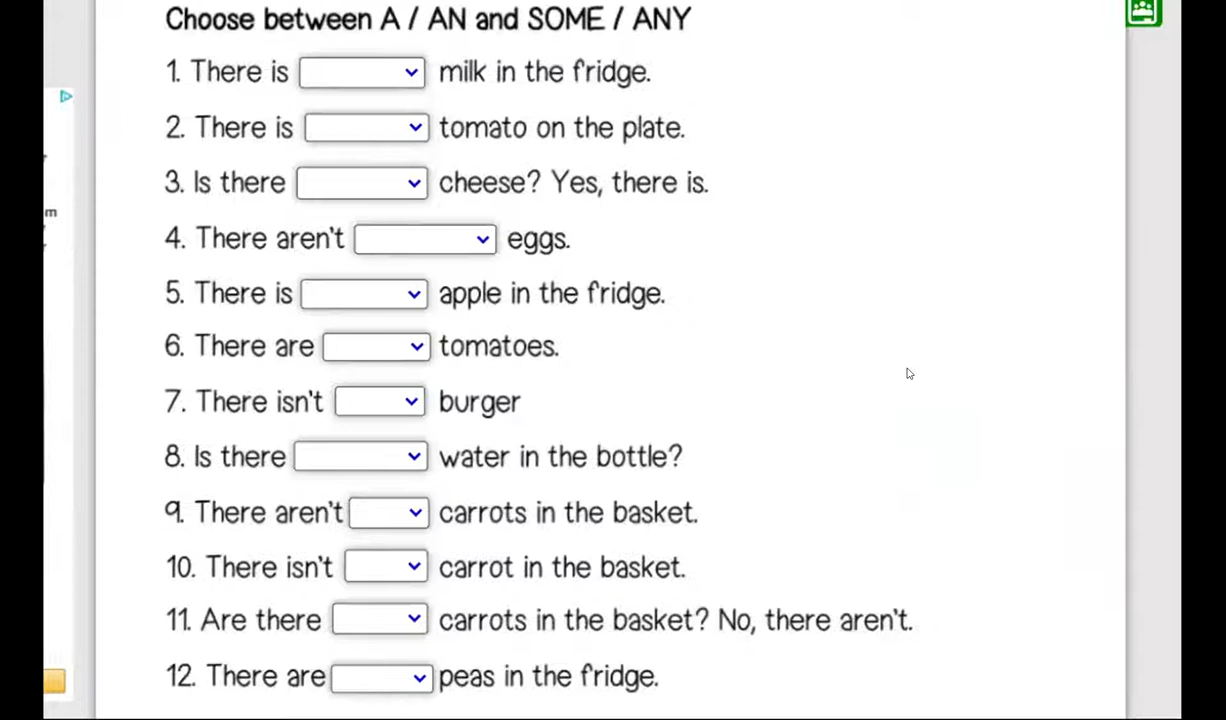 Choose between A / AN and SOME / ANY
1. There is milk in the fridge.
2. There is tomato on the plate.
3. Is there cheese? Yes, there is.
m
4. There aren't eggs.
5. There is apple in the fridge.
6. There are tomatoes.
7. There isn't burger
8. Is there water in the bottle?
9. There aren't carrots in the basket.
10. There isn't carrot in the basket.
11. Are there carrots in the basket? No, there aren't.
12. There are peas in the fridge.